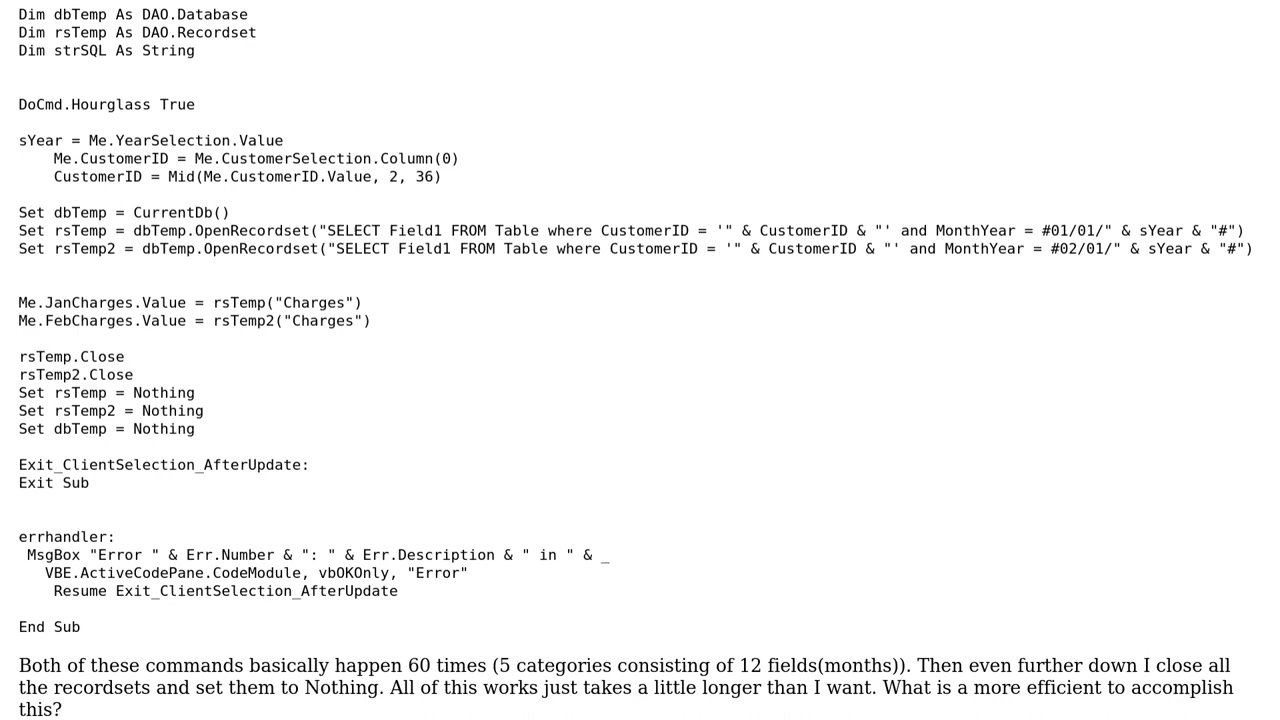 Dim dbTemp As DAO.Database
Dim rsTemp As DAO.Recordset
Dim strSQL As String
DoCmd.Hourglass True
sYear = Me.YearSelection.Value
    Me.CustomerID = Me.CustomerSelection.Column(0)
    CustomerID = Mid(Me.CustomerID.Value, 2, 36)
Set dbTemp = CurrentDb()
Set rsTemp = dbTemp.OpenRecordset("SELECT Field1 FROM Table where CustomerID = '" & CustomerID & "' and MonthYear = #01/01/" & sYear & "#")
Set rsTemp2 = dbTemp.OpenRecordset("SELECT Field1 FROM Table where CustomerID = '" & CustomerID & "' and MonthYear = #02/01/" & sYear & "#")
Me.JanCharges.Value = rsTemp("Charges")
Me.FebCharges.Value = rsTemp2("Charges")
rsTemp.Close
rsTemp2.Close
Set rsTemp = Nothing
Set rsTemp2 = Nothing
Set dbTemp = Nothing
Exit_ClientSelection_AfterUpdate:
Exit Sub
errhandler:
 MsgBox "Error " & Err.Number & ": " & Err.Description & " in " & _
   VBE.ActiveCodePane.CodeModule, vbOKOnly, "Error"
    Resume Exit_ClientSelection_AfterUpdate
End Sub
Both of these commands basically happen 60 times (5 categories consisting of 12 fields(months)). Then even further down I close all
the recordsets and set them to Nothing. All of this works just takes a little longer than I want. What is a more efficient to accomplish
this?